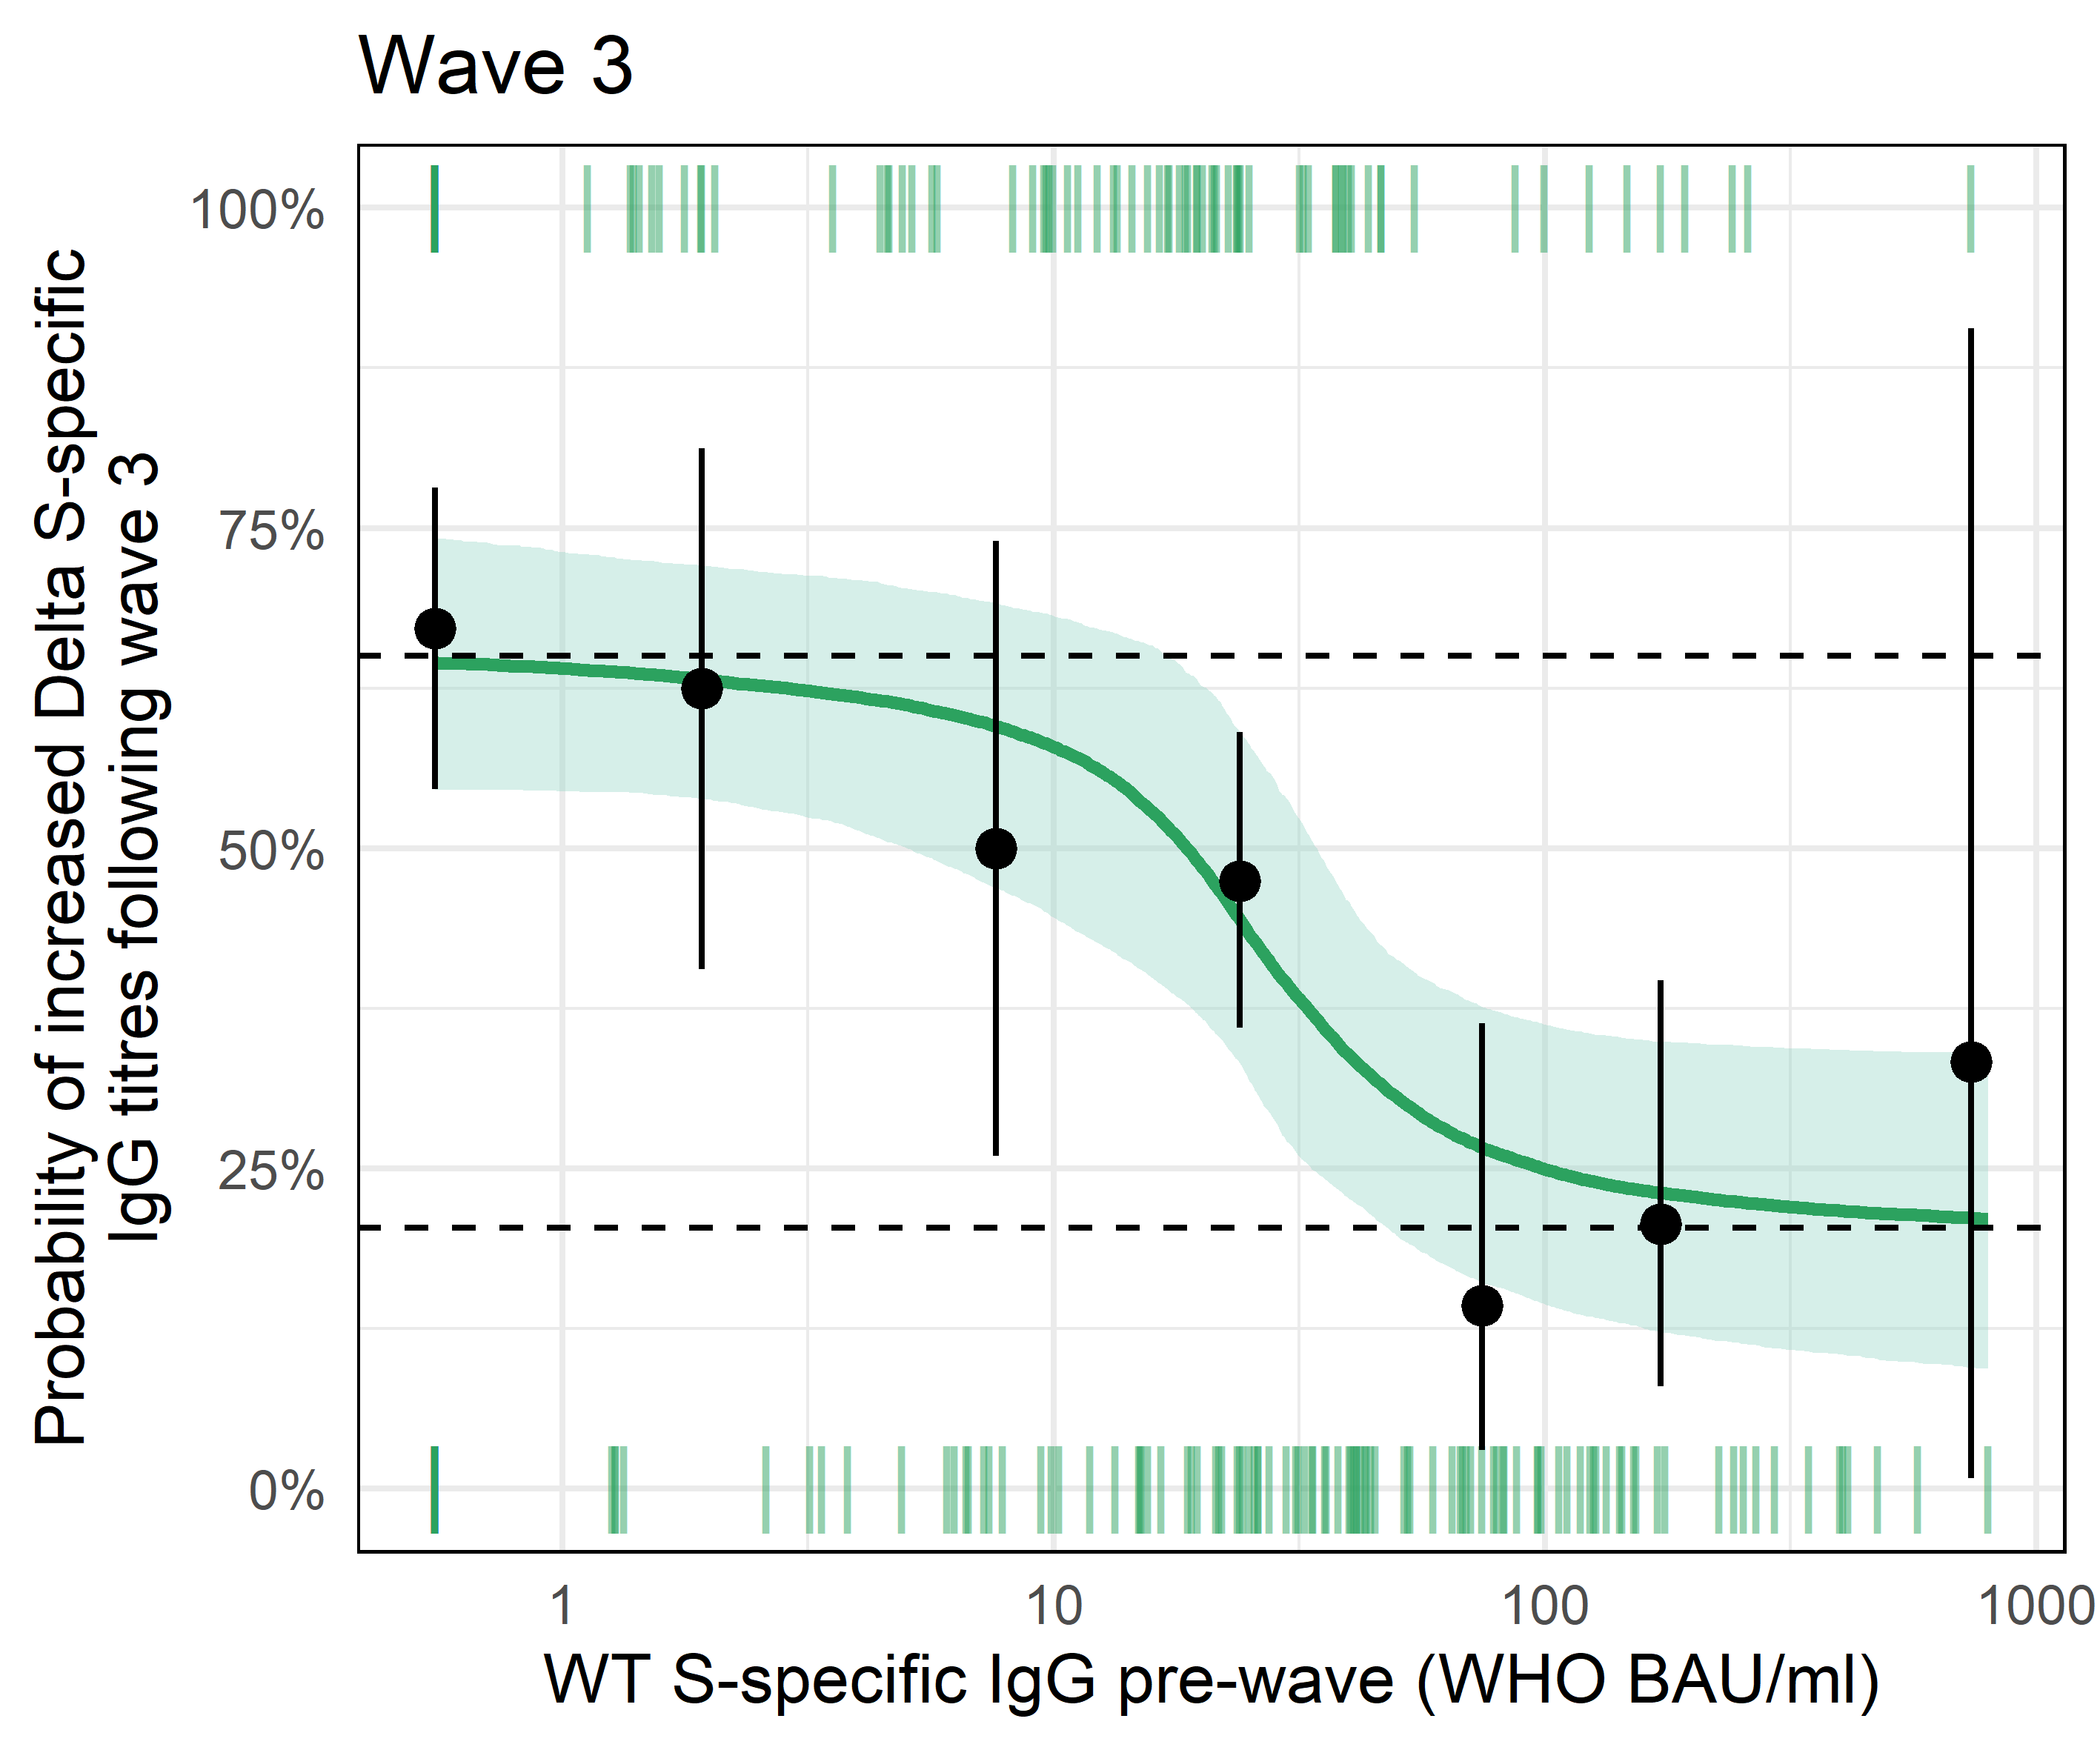 Wave 3
Probability of increased Delta S-specific
IgG titres following wave 3
100%
75%
50%
25%
0%
1
10
100
1000
WT S-specific IgG pre-wave (WHO BAU/ml)